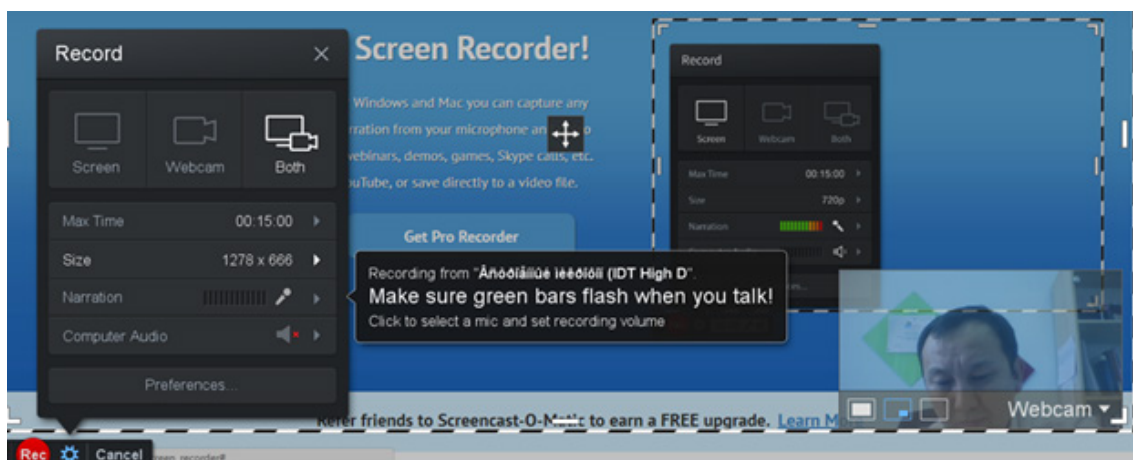 Record
Screen
Webcam
Both
Max Time 00:15:00
Size 1278 x 666
Narration
Computer Audio
Preferences...
Rec Cancel
Screen Recorder!
Windows and Mac you can capture any
rration from your microphone an
webinars, demos, games, Skype calls, etc.
ouTube, or save directly to a video file.
Get Pro Recorder
Recording from "Âñòðîåííûé ìèêðîôîí (IDT High D".
Make sure green bars flash when you talk!
Click to select a mic and set recording volume
Record
Screen
Webcam
Both
Max Time 00:15:00
Size 720p
Narration
Webcam
Refer friends to Screencast-O-Matic to earn a FREE upgrade. Learn M
screen_recorder#